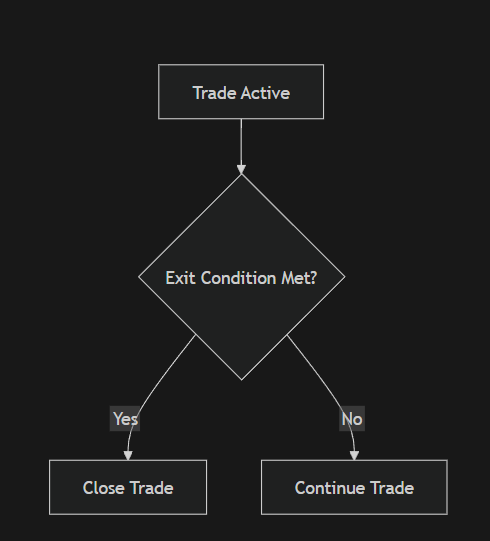 Trade Active
Exit Condition Met?
Yes
No
Close Trade
Continue Trade